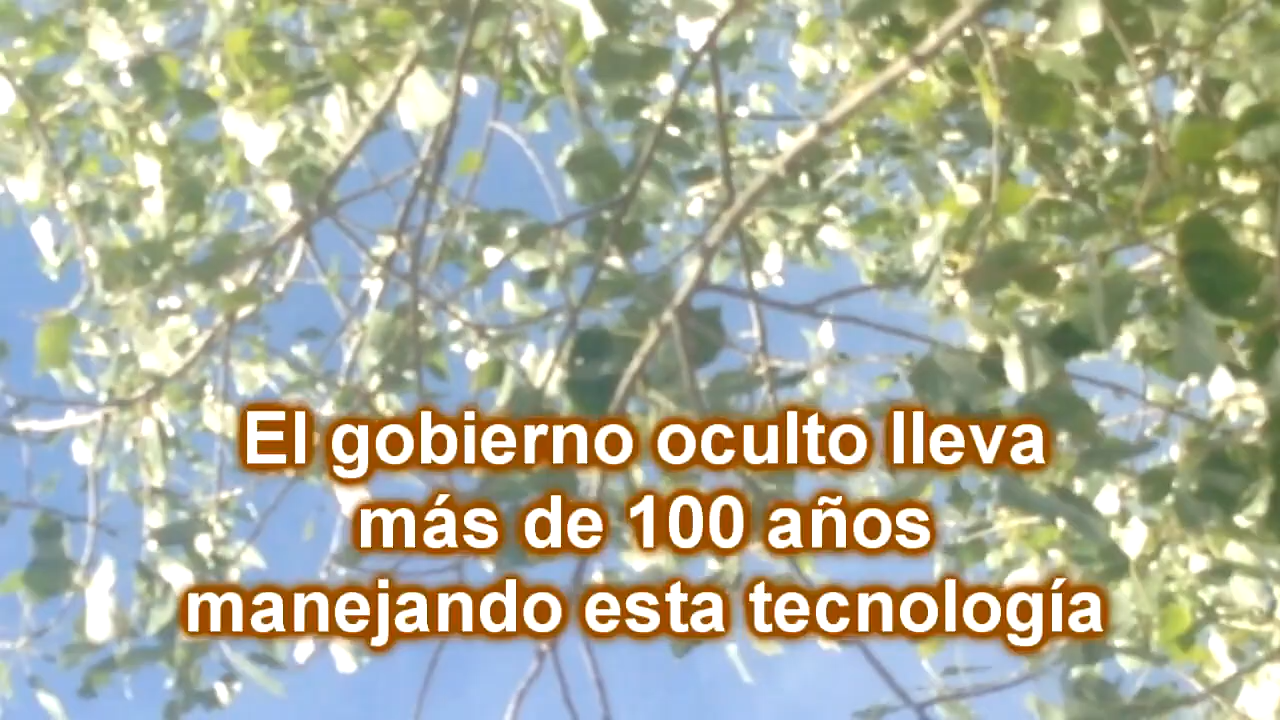 El gobierno oculto lleva
más de 100 años
manejando esta tecnología